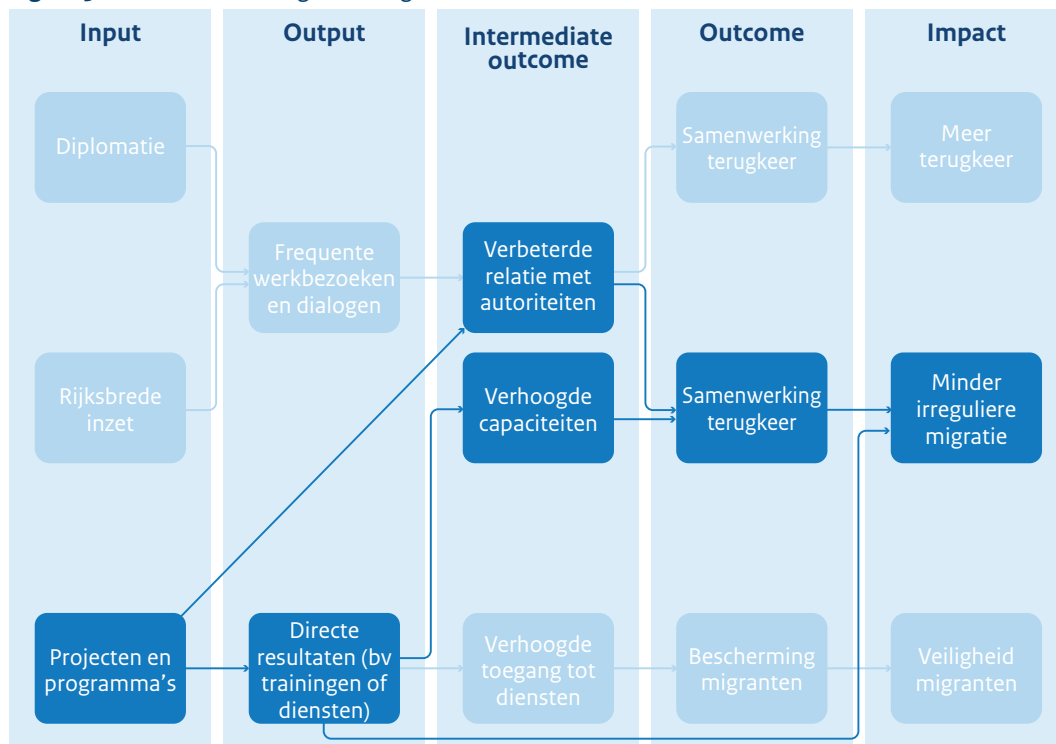 Input
Output
Intermediate
outcome
Outcome
Impact
Diplomatie
Samenwerking
terugkeer
Meer
terugkeer
Frequente
werkbezoeken
en dialogen
Verbeterde
relatie met
autoriteiten
Rijksbrede
inzet
Verhoogde
capaciteiten
Samenwerking
terugkeer
Minder
irreguliere
migratie
Projecten en
programma's
Directe
resultaten (bv
trainingen of
diensten)
Verhoogde
toegang tot
diensten
Bescherming
migranten
Veiligheid
migranten